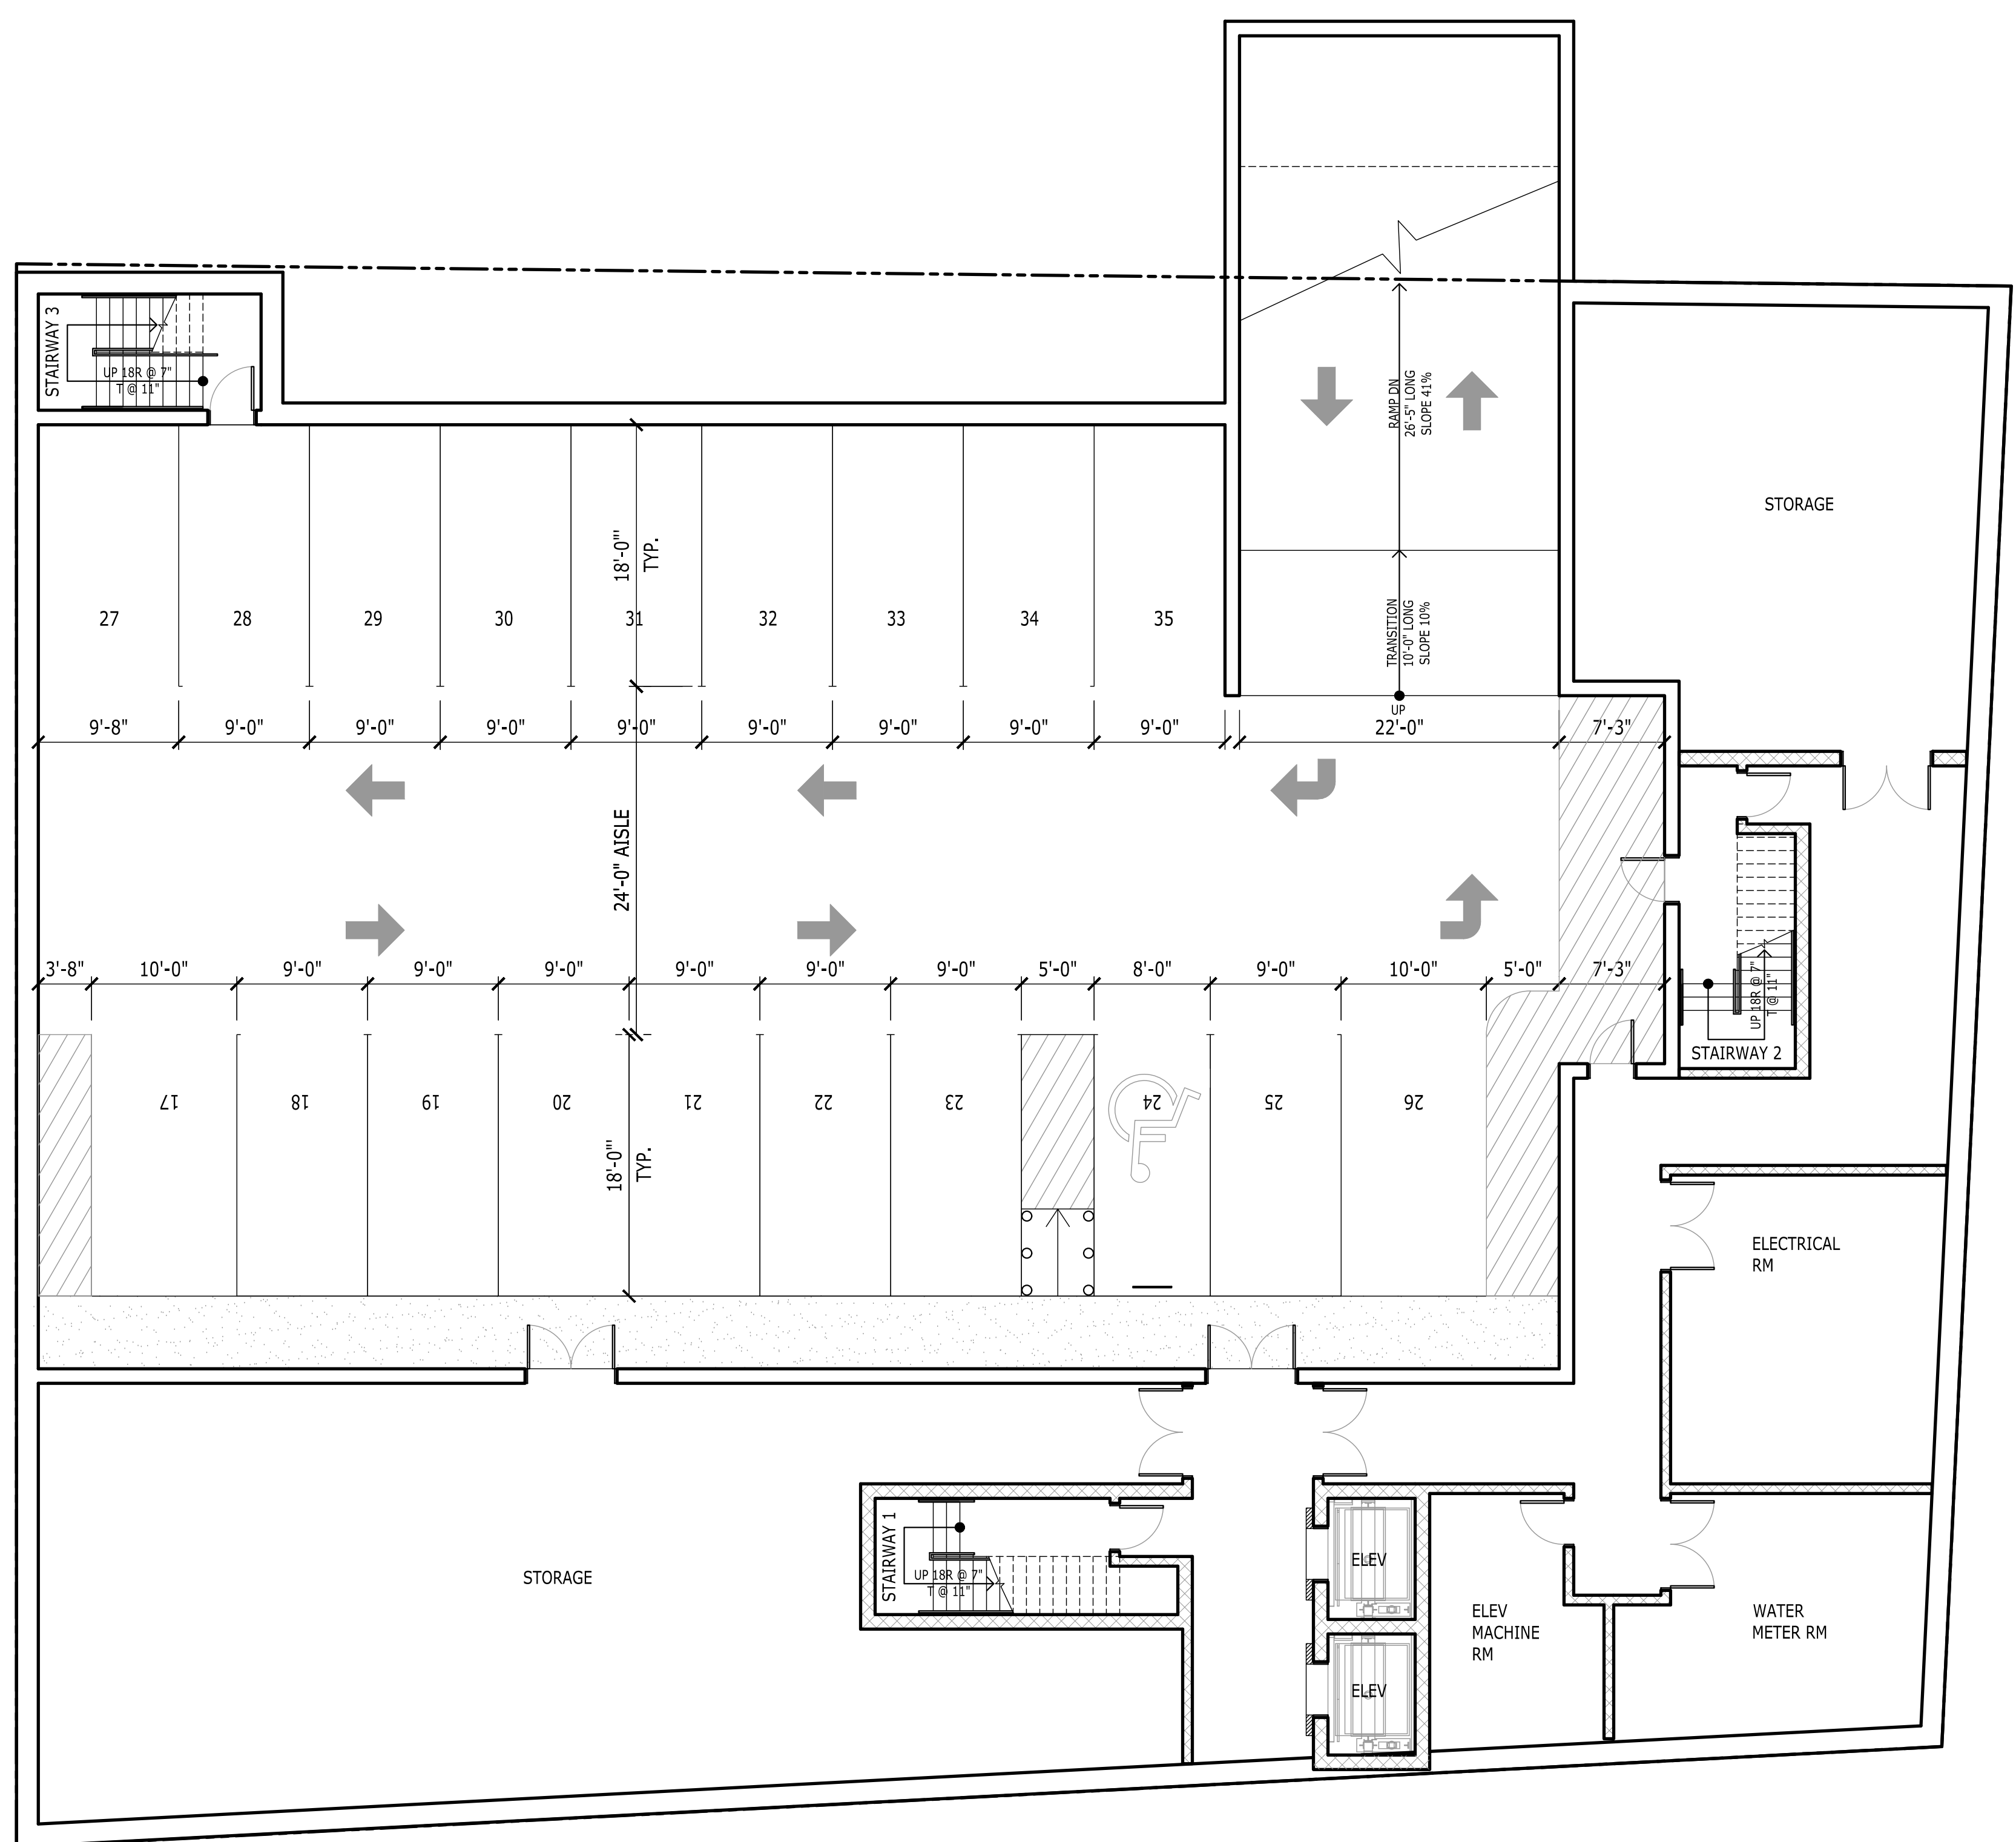 STAIRWAY 3
UP 18R @ 7"
T @ 11"
RAMP DN
26'-5" LONG
SLOPE 41%
STORAGE
18'-0'"
TYP.
27
28
29
30
31
32
33
34
35
TRANSITION
10'-0" LONG
SLOPE 10%
UP
9'-8"
9'-0"
9'-0"
9'-0"
9'-0"
9'-0"
9'-0"
9'-0"
9'-0"
22'-0"
7'-3"
24'-0" AISLE
3'-8"
10'-0"
9'-0"
9'-0"
9'-0"
9'-0"
9'-0"
9'-0"
5'-0"
8'-0"
9'-0"
10'-0"
5'-0"
7'-3"
UP 18R @ 7"
T @ 11"
STAIRWAY 2
17
18
19
20
21
22
23
24
25
26
18'-0'"
TYP.
ELECTRICAL
RM
STAIRWAY 1
UP 18R @ 7"
T @ 11"
STORAGE
ELEV
ELEV
ELEV
MACHINE
RM
WATER
METER RM